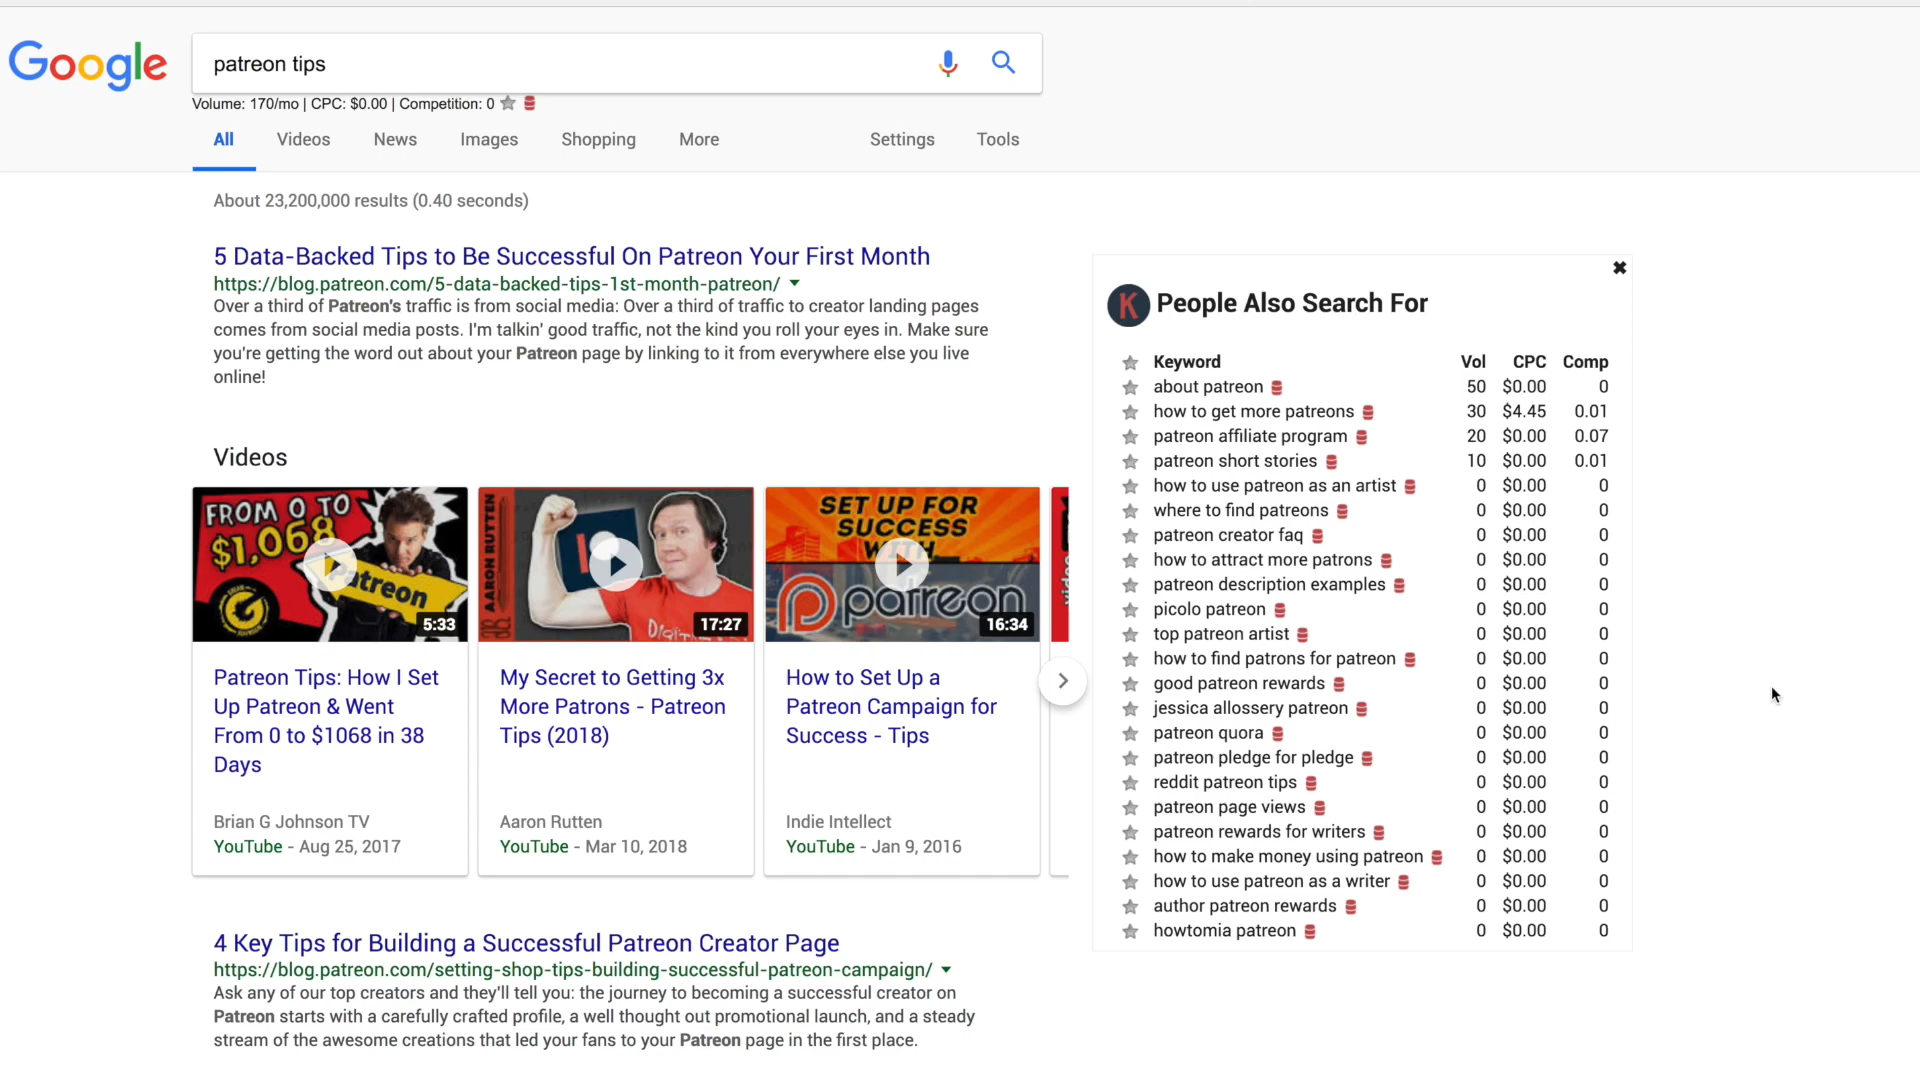 Google
patreon tips
Volume: 170/mo | CPC: $0.00 | Competition: 0
All Videos News Images Shopping More Settings Tools
About 23,200,000 results (0.40 seconds)
5 Data-Backed Tips to Be Successful On Patreon Your First Month
https://blog.patreon.com/5-data-backed-tips-1st-month-patreon/
Over a third of Patreon's traffic is from social media: Over a third of traffic to creator landing pages
comes from social media posts. I'm talkin' good traffic, not the kind you roll your eyes in. Make sure
you're getting the word out about your Patreon page by linking to it from everywhere else you live
online!
Videos
FROM 0 TO
$1,068
Patreon
G
5:33
Patreon Tips: How I Set
Up Patreon & Went
From 0 to $1068 in 38
Days
Brian G Johnson TV
YouTube - Aug 25, 2017
AARON RUTTEN
17:27
My Secret to Getting 3x
More Patrons - Patreon
Tips (2018)
Aaron Rutten
YouTube - Mar 10, 2018
SET UP FOR
SUCCESS
WITH
patreon
16:34
How to Set Up a
Patreon Campaign for
Success - Tips
Indie Intellect
YouTube - Jan 9, 2016
4 Key Tips for Building a Successful Patreon Creator Page
https://blog.patreon.com/setting-shop-tips-building-successful-patreon-campaign/
Ask any of our top creators and they'll tell you: the journey to becoming a successful creator on
Patreon starts with a carefully crafted profile, a well thought out promotional launch, and a steady
stream of the awesome creations that led your fans to your Patreon page in the first place.
K People Also Search For
Keyword Vol CPC Comp
about patreon 50 $0.00 0
how to get more patreons 30 $4.45 0.01
patreon affiliate program 20 $0.00 0.07
patreon short stories 10 $0.00 0.01
how to use patreon as an artist 0 $0.00 0
where to find patreons 0 $0.00 0
patreon creator faq 0 $0.00 0
how to attract more patrons 0 $0.00 0
patreon description examples 0 $0.00 0
picolo patreon 0 $0.00 0
top patreon artist 0 $0.00 0
how to find patrons for patreon 0 $0.00 0
good patreon rewards 0 $0.00 0
jessica allossery patreon 0 $0.00 0
patreon quora 0 $0.00 0
patreon pledge for pledge 0 $0.00 0
reddit patreon tips 0 $0.00 0
patreon page views 0 $0.00 0
patreon rewards for writers 0 $0.00 0
how to make money using patreon 0 $0.00 0
how to use patreon as a writer 0 $0.00 0
author patreon rewards 0 $0.00 0
howtomia patreon 0 $0.00 0